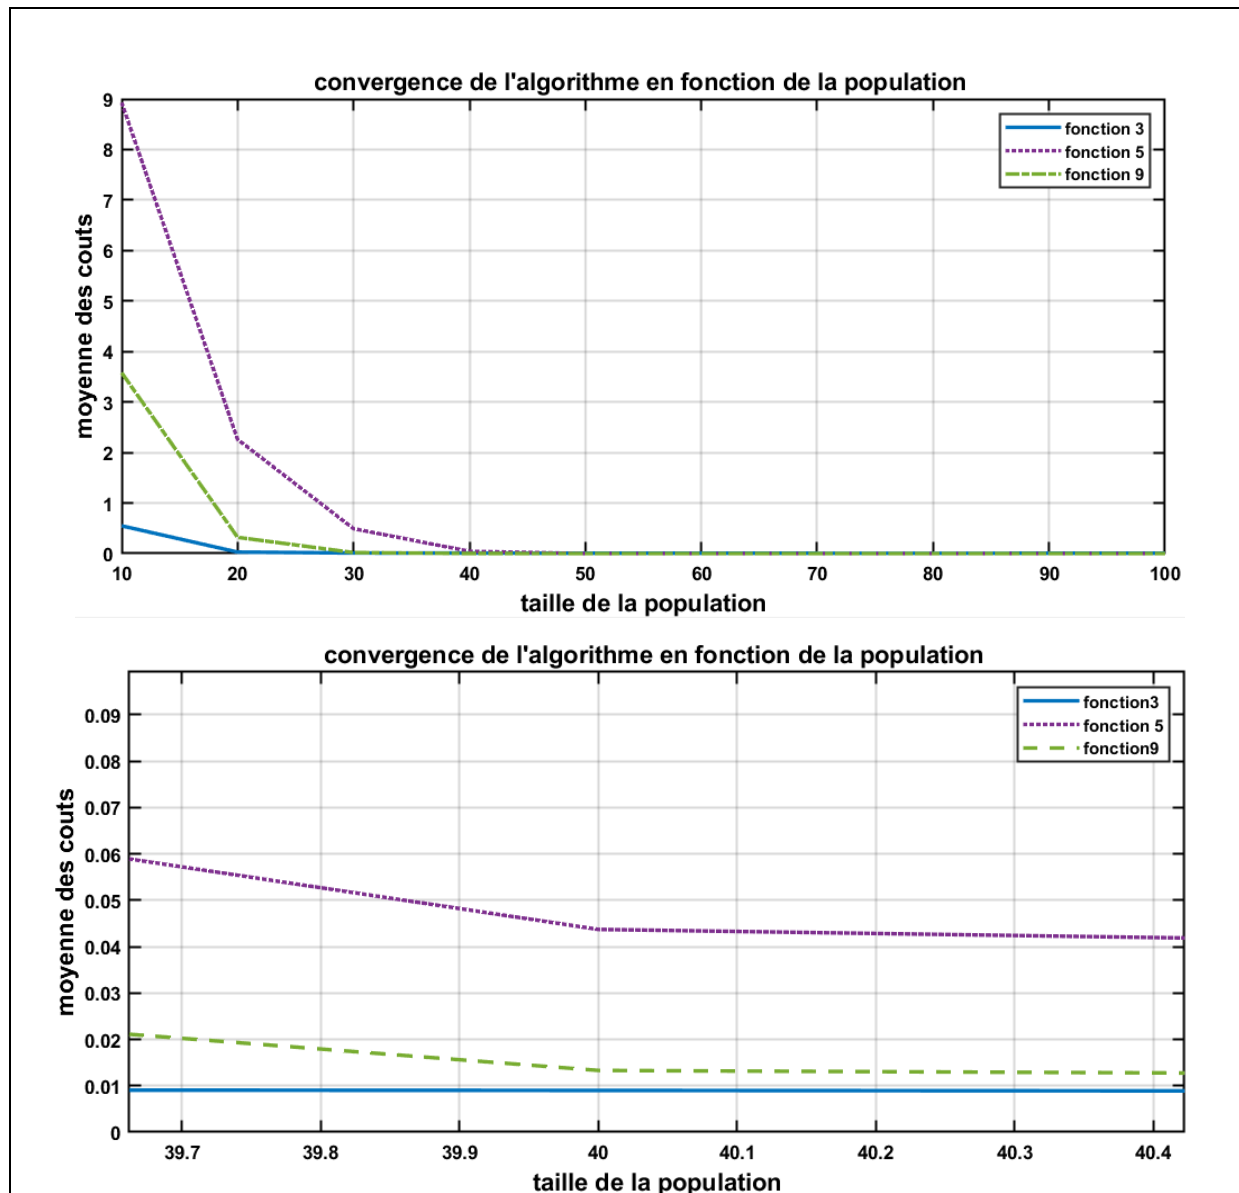 convergence de l'algorithme en fonction de la population
9
8
7
6
5
4
3
2
1
0
moyenne des couts
fonction 3
fonction 5
fonction 9
10 20 30 40 50 60 70 80 90 100
taille de la population
convergence de l'algorithme en fonction de la population
0.09
0.08
0.07
0.06
0.05
0.04
0.03
0.02
0.01
0
moyenne des couts
fonction3
fonction 5
fonction9
39.7 39.8 39.9 40 40.1 40.2 40.3 40.4
taille de la population